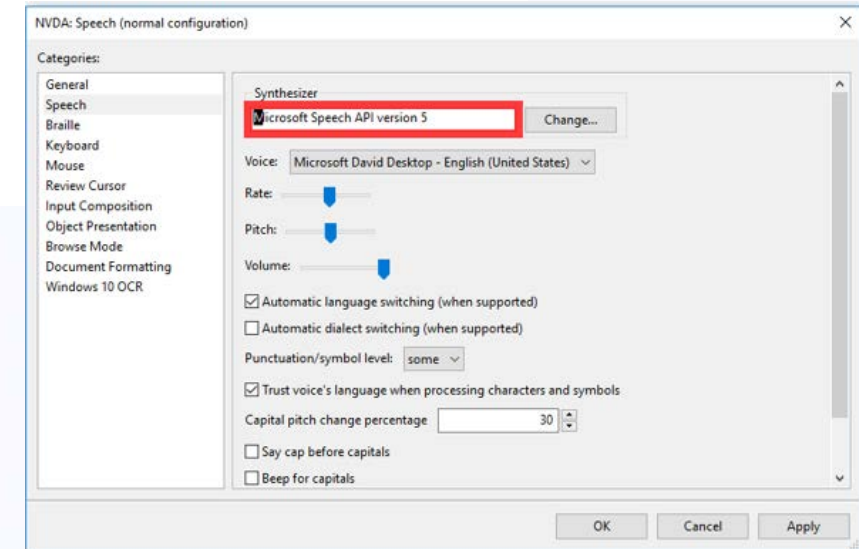 NVDA: Speech (normal configuration)
Categories:
General
Speech
Braille
Keyboard
Mouse
Review Cursor
Input Composition
Object Presentation
Browse Mode
Document Formatting
Windows 10 OCR
Synthesizer
Microsoft Speech API version 5
Change...
Voice: Microsoft David Desktop - English (United States)
Rate:
Pitch:
Volume:
Automatic language switching (when supported)
Automatic dialect switching (when supported)
Punctuation/symbol level: some
Trust voice's language when processing characters and symbols
Capital pitch change percentage 30
Say cap before capitals
Beep for capitals
OK Cancel Apply